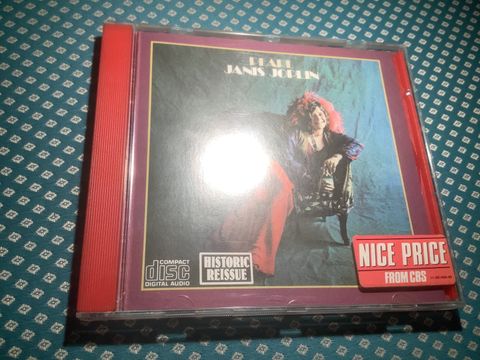 PEARL
JANIS JOPLIN
COMPACT
disc
DIGITAL AUDIO
HISTORIC
REISSUE
NICE PRICE
FROM CBS